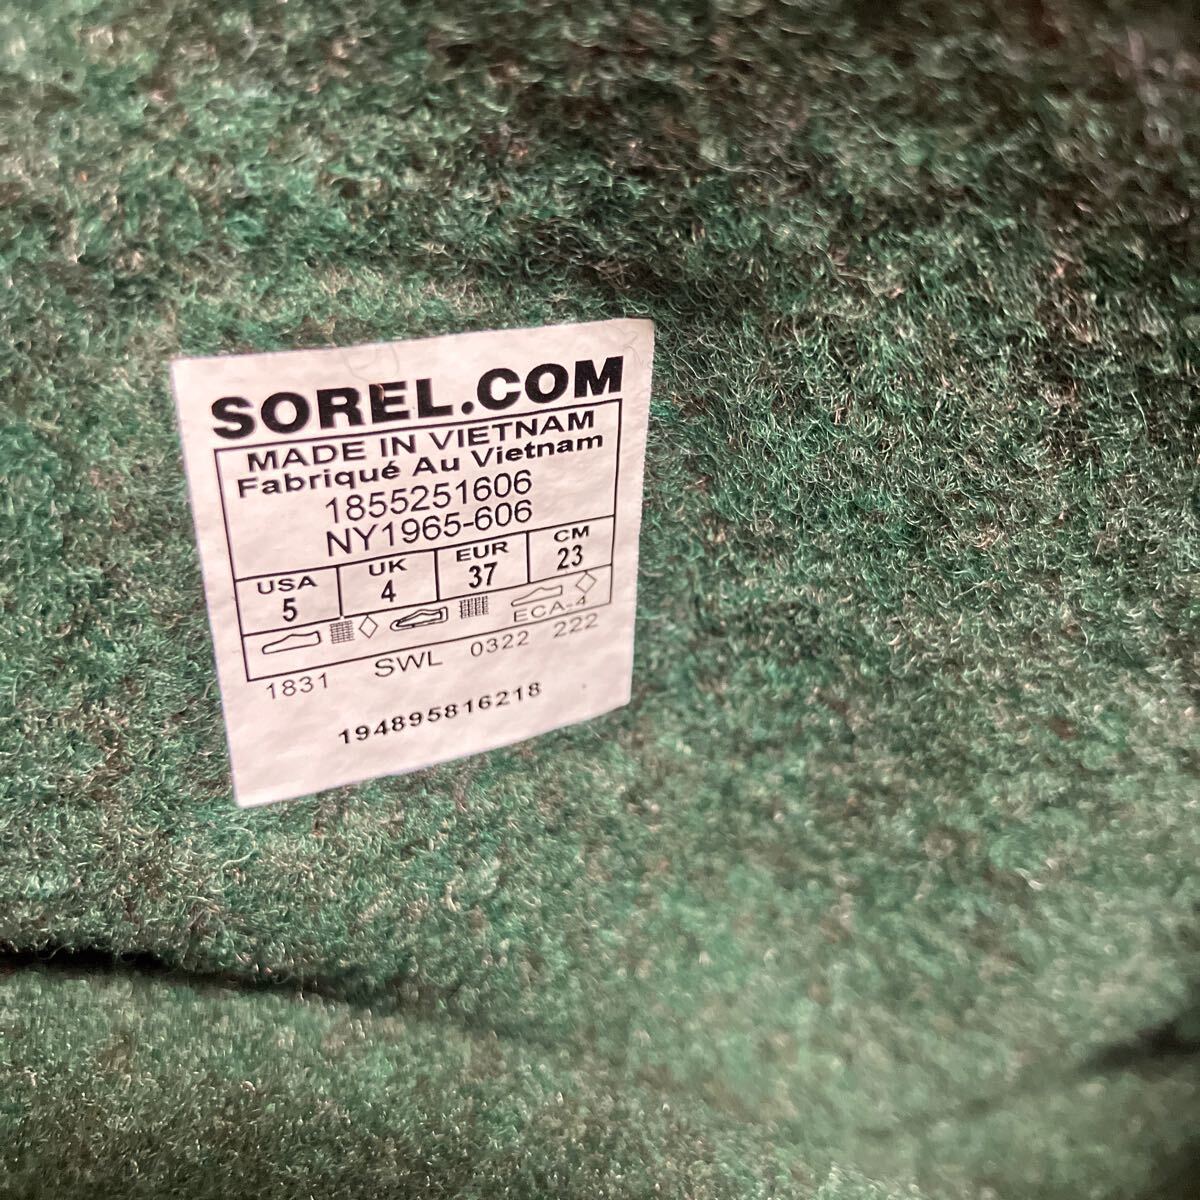 SOREL.COM
MADE IN VIETNAM
Fabriqué Au Vietnam
1855251606
NY1965-606
USA UK EUR CM
5 4 37 23
ECA-4
1831 SWL 0322 222
194895816218